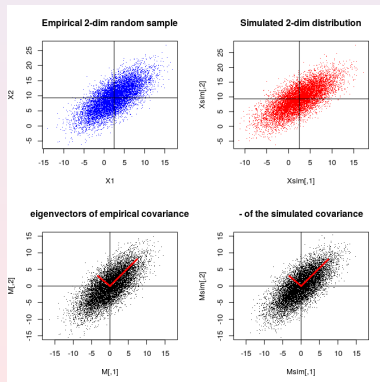 Empirical 2-dim random sample
X2
-5 0 5 10 15 20 25
-15 -10 -5 0 5 10 15
X1
Simulated 2-dim distribution
Xsim[,2]
-5 0 5 10 15 20 25
-15 -10 -5 0 5 10 15
Xsim[,1]
eigenvectors of empirical covariance
M[,2]
-15 -10 -5 0 5 10 15
-15 -10 -5 0 5 10 15
M[,1]
- of the simulated covariance
Msim[,2]
-15 -10 -5 0 5 10 15
-15 -10 -5 0 5 10 15
Msim[,1]